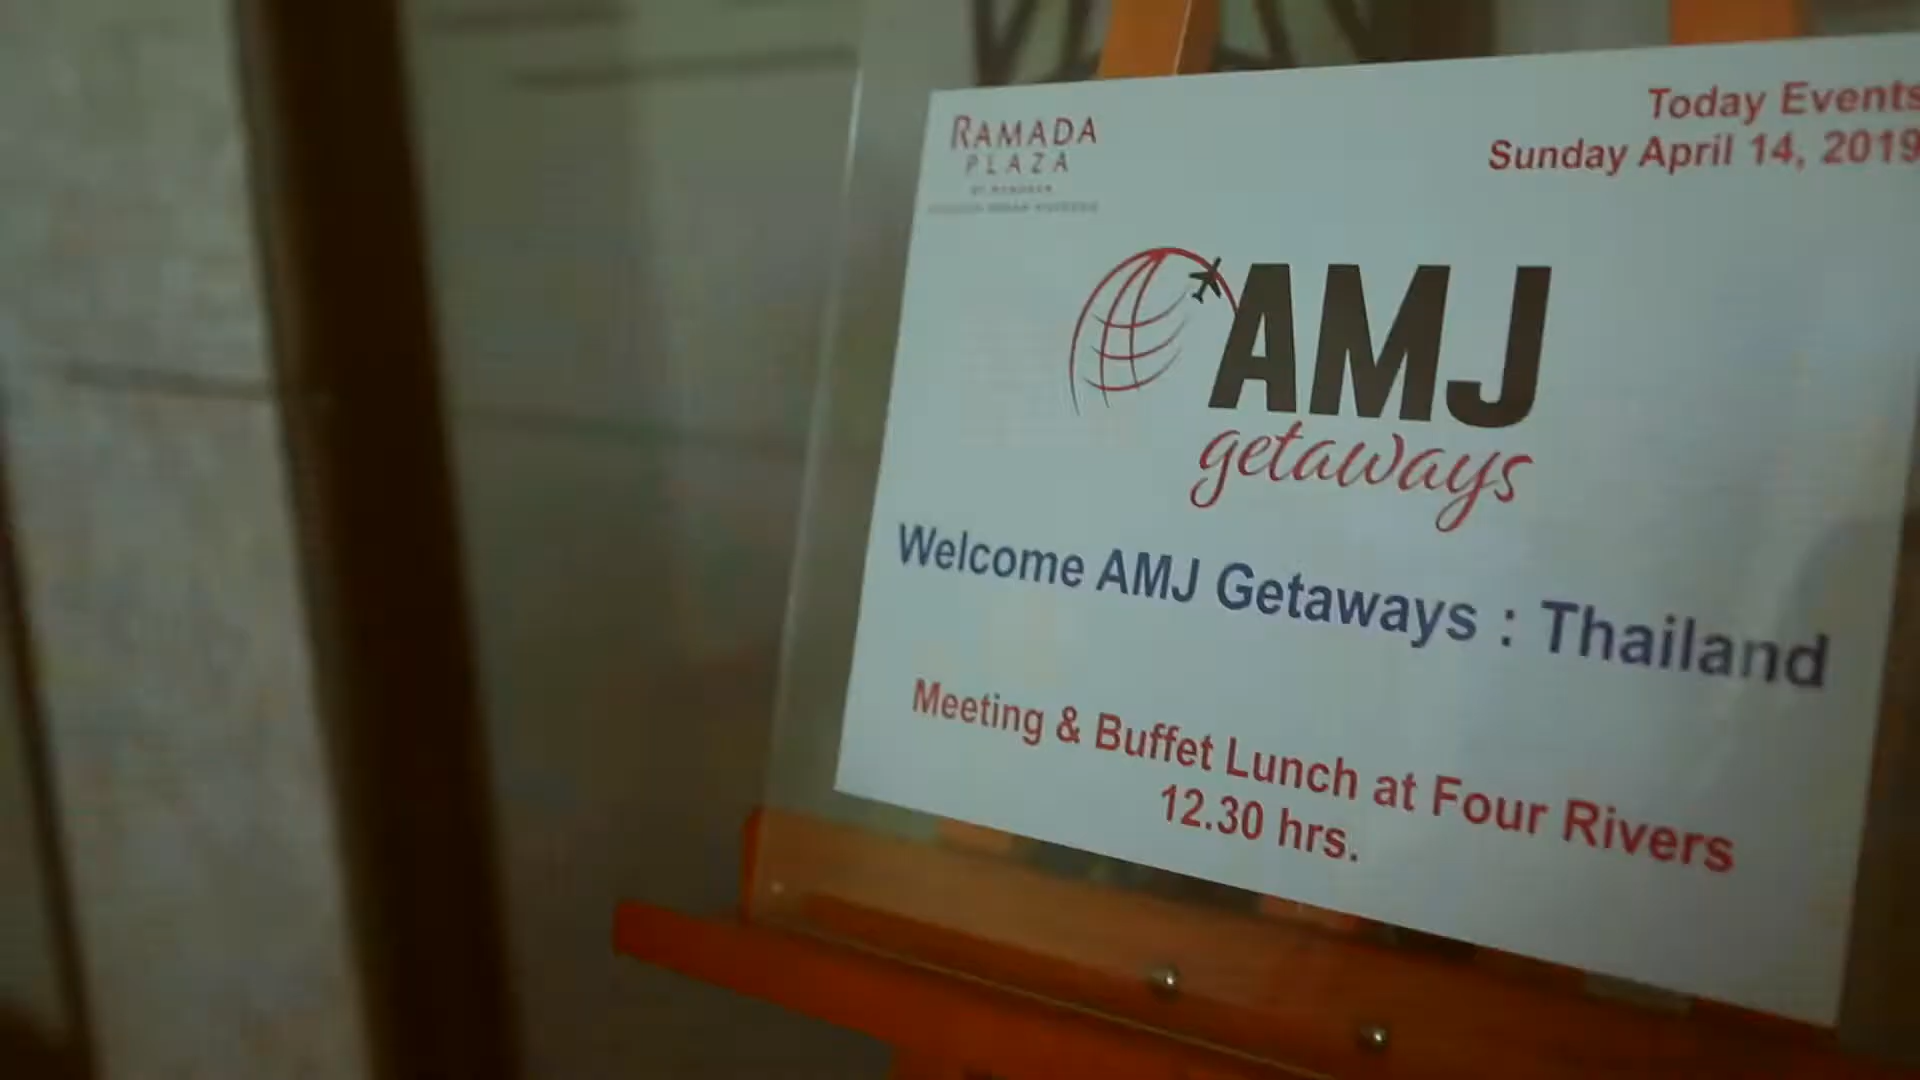 RAMADA
PLAZA
Today Events
Sunday April 14, 2019
AMJ
getaways
Welcome AMJ Getaways : Thailand
Meeting & Buffet Lunch at Four Rivers
12.30 hrs.